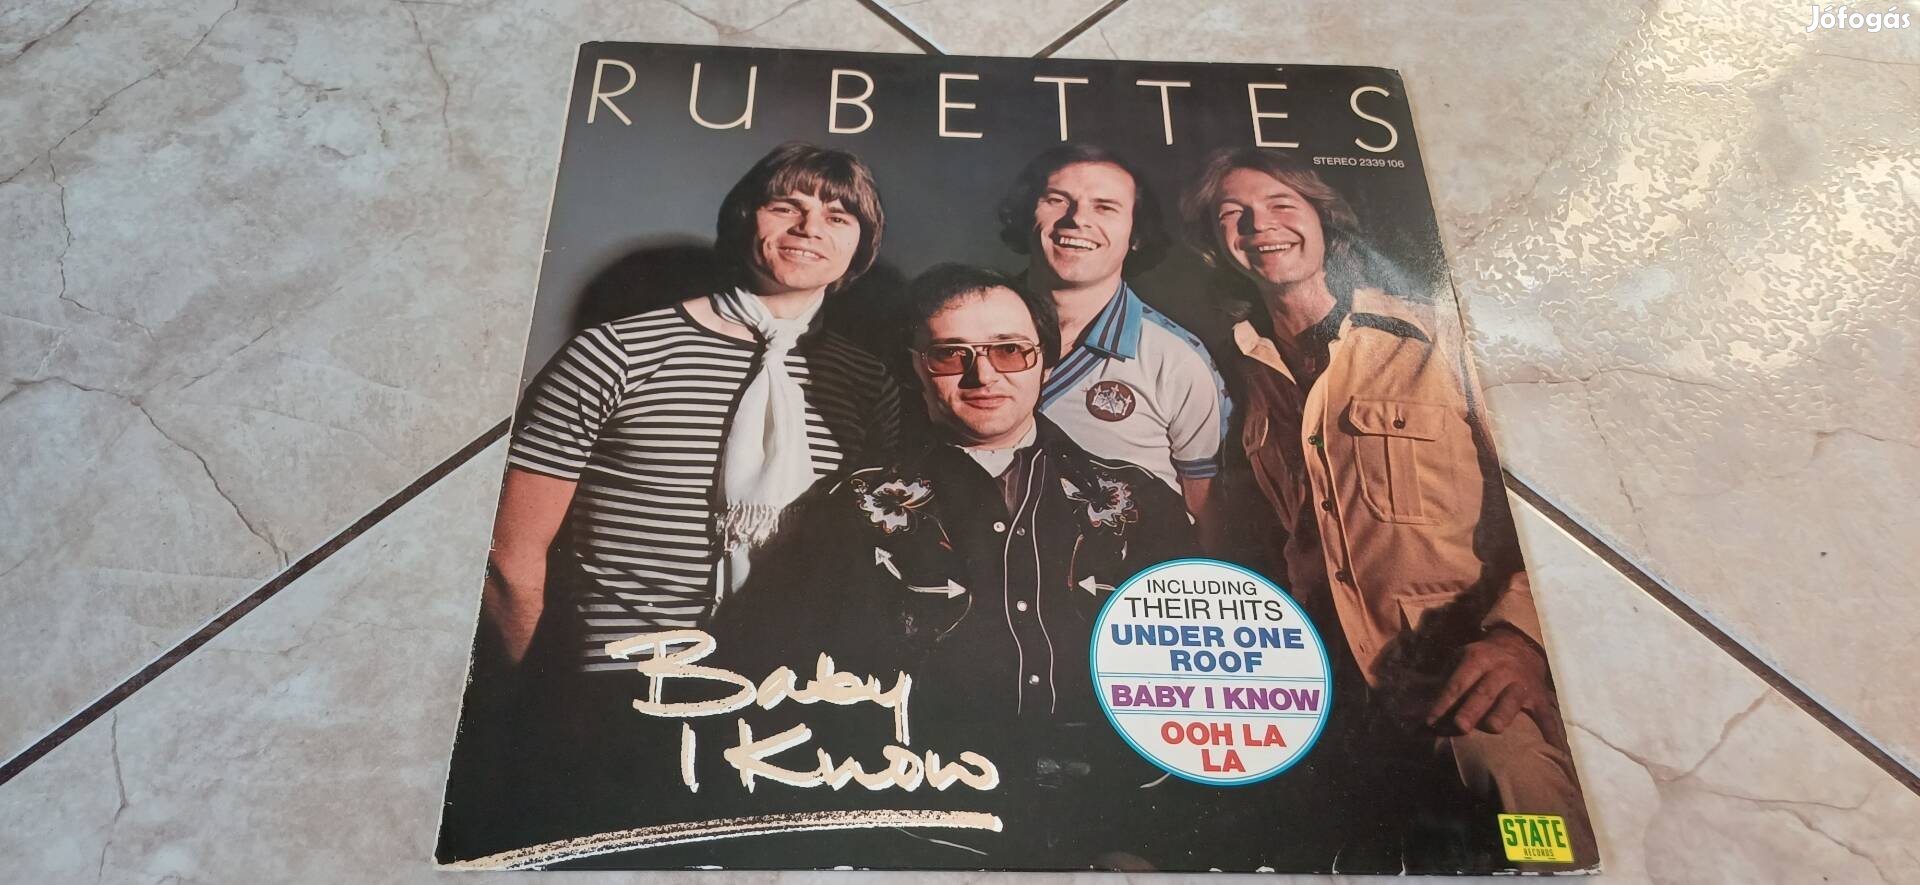 Jófogás
RUBETTES
STEREO 2339 106
INCLUDING
THEIR HITS
UNDER ONE
ROOF
BABY I KNOW
OOH LA
LA
Baby
I Know
STATE
RECORDS